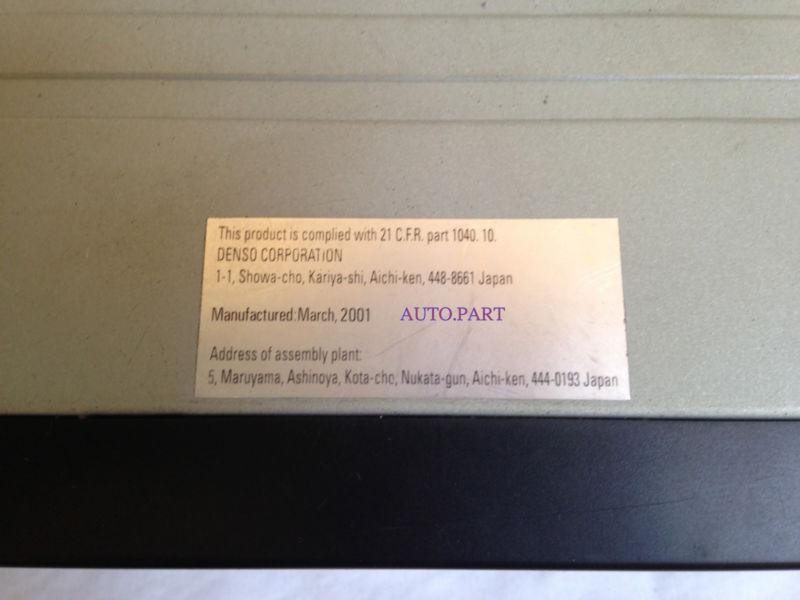 This product is complied with 21 C.F.R. part 1040. 10.
DENSO CORPORATION
1-1, Showa-cho, Kariya-shi, Aichi-ken, 448-8661 Japan
Manufactured: March, 2001 AUTO.PART
Address of assembly plant:
5, Maruyama, Ashinoya, Kota-cho, Nukata-gun, Aichi-ken, 444-0193 Japan